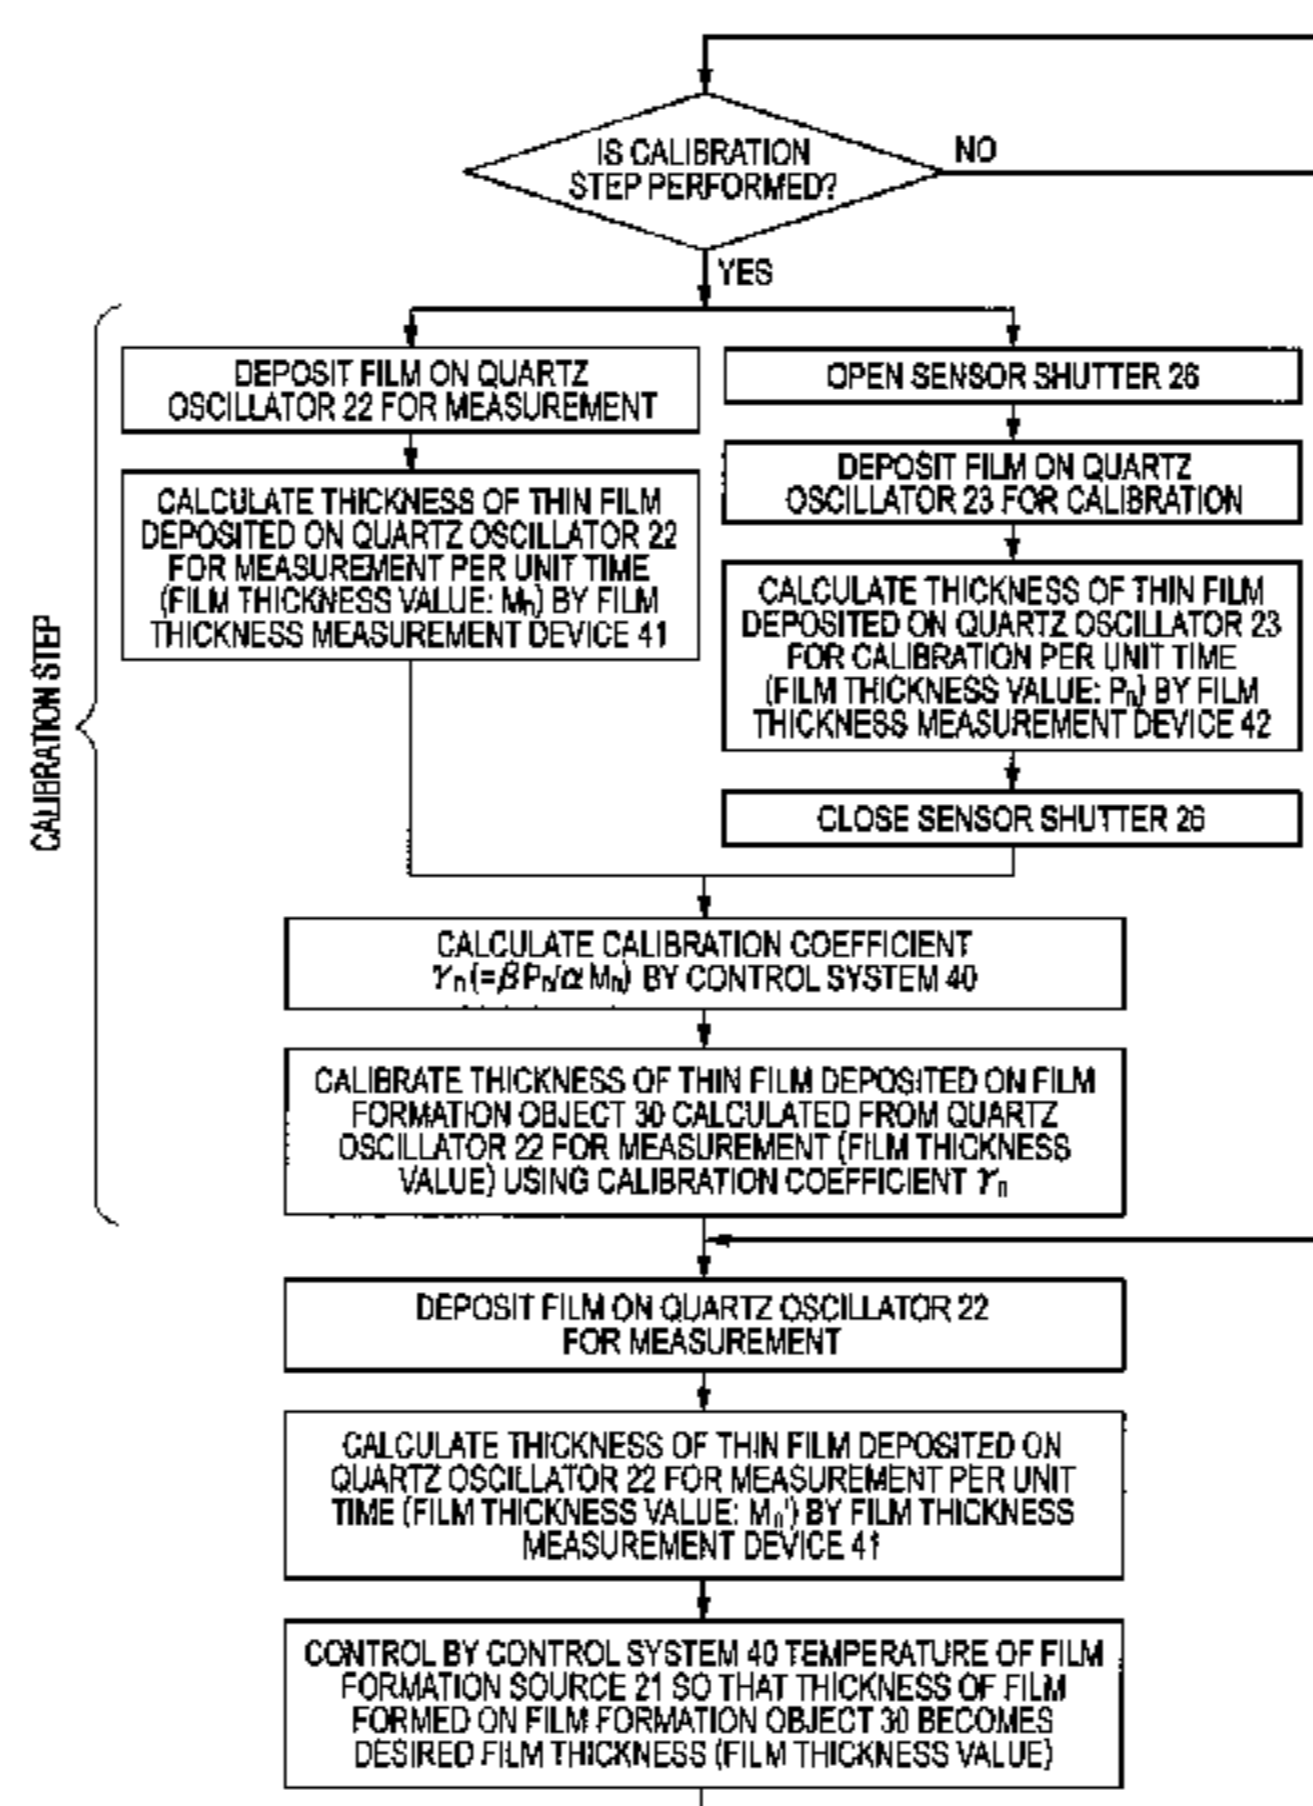 IS CALIBRATION
STEP PERFORMED?
NO
YES
CALIBRATION STEP
DEPOSIT FILM ON QUARTZ
OSCILLATOR 22 FOR MEASUREMENT
CALCULATE THICKNESS OF THIN FILM
DEPOSITED ON QUARTZ OSCILLATOR 22
FOR MEASUREMENT PER UNIT TIME
(FILM THICKNESS VALUE: Mn) BY FILM
THICKNESS MEASUREMENT DEVICE 41
OPEN SENSOR SHUTTER 26
DEPOSIT FILM ON QUARTZ
OSCILLATOR 23 FOR CALIBRATION
CALCULATE THICKNESS OF THIN FILM
DEPOSITED ON QUARTZ OSCILLATOR 23
FOR CALIBRATION PER UNIT TIME
(FILM THICKNESS VALUE: Pn) BY FILM
THICKNESS MEASUREMENT DEVICE 42
CLOSE SENSOR SHUTTER 26
CALCULATE CALIBRATION COEFFICIENT
γn (=βPn/αMn) BY CONTROL SYSTEM 40
CALIBRATE THICKNESS OF THIN FILM DEPOSITED ON FILM
FORMATION OBJECT 30 CALCULATED FROM QUARTZ
OSCILLATOR 22 FOR MEASUREMENT (FILM THICKNESS
VALUE) USING CALIBRATION COEFFICIENT γn
DEPOSIT FILM ON QUARTZ OSCILLATOR 22
FOR MEASUREMENT
CALCULATE THICKNESS OF THIN FILM DEPOSITED ON
QUARTZ OSCILLATOR 22 FOR MEASUREMENT PER UNIT
TIME (FILM THICKNESS VALUE: Mn') BY FILM THICKNESS
MEASUREMENT DEVICE 41
CONTROL BY CONTROL SYSTEM 40 TEMPERATURE OF FILM
FORMATION SOURCE 21 SO THAT THICKNESS OF FILM
FORMED ON FILM FORMATION OBJECT 30 BECOMES
DESIRED FILM THICKNESS (FILM THICKNESS VALUE)